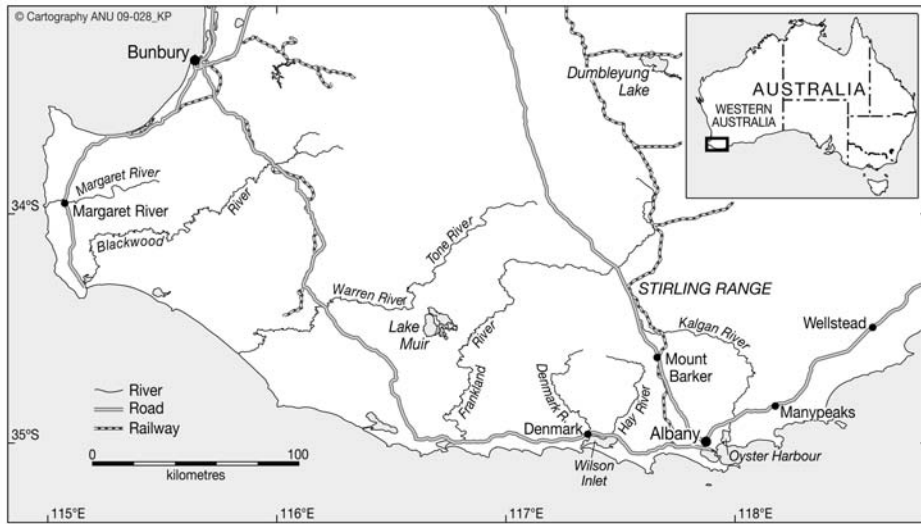 © Cartography ANU 09-028_KP
Bunbury
Dumbleyung
Lake
AUSTRALIA
WESTERN
AUSTRALIA
Margaret River
34°S
Margaret River
Blackwood
River
Tone River
Warren River
STIRLING RANGE
Lake
Muir
River
Frankland
Kalgan River
Wellstead
Mount
Barker
Denmark R.
Hay River
River
Road
Railway
Manypeaks
35°S
Denmark
Albany
Wilson
Inlet
Oyster Harbour
0
100
kilometres
115°E
116°E
117°E
118°E